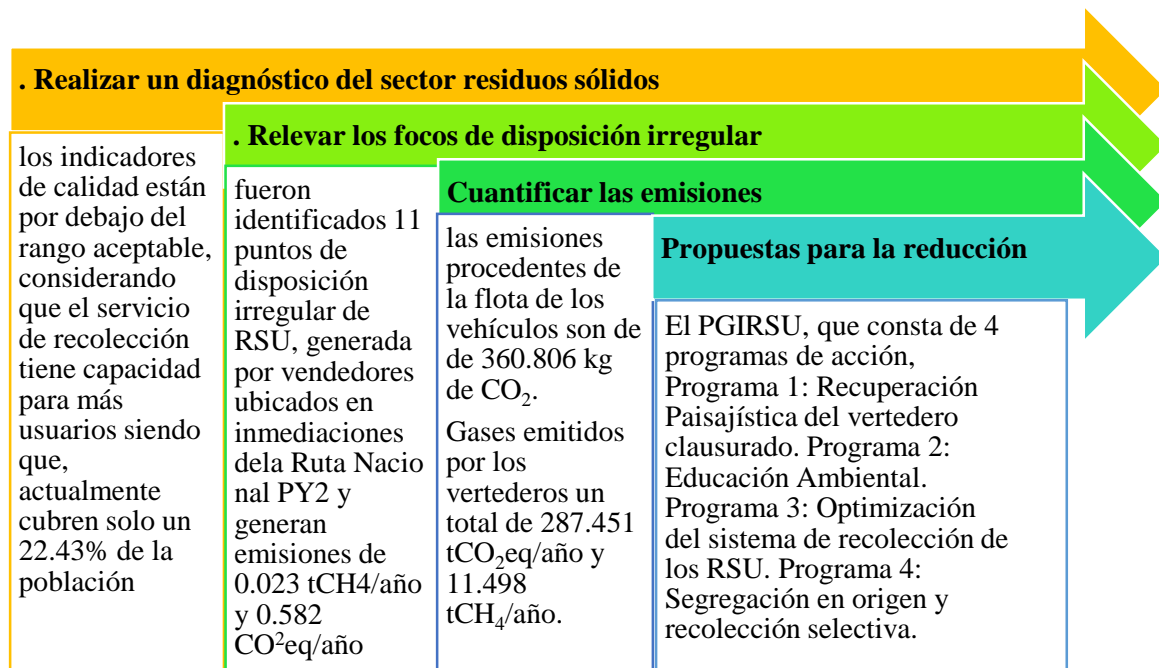 . Realizar un diagnóstico del sector residuos sólidos
los indicadores
de calidad están
por debajo del
rango aceptable,
considerando
que el servicio
de recolección
tiene capacidad
para más
usuarios siendo
que,
actualmente
cubren solo un
22.43% de la
población
. Relevar los focos de disposición irregular
fueron
identificados 11
puntos de
disposición
irregular de
RSU, generada
por vendedores
ubicados en
inmediaciones
dela Ruta Nacio
nal PY2 y
generan
emisiones de
0.023 tCH4/año
y 0.582
CO²eq/año
Cuantificar las emisiones
las emisiones
procedentes de
la flota de los
vehículos son de
de 360.806 kg
de CO₂.
Gases emitidos
por los
vertederos un
total de 287.451
tCO₂eq/año y
11.498
tCH₄/año.
Propuestas para la reducción
El PGIRSU, que consta de 4
programas de acción,
Programa 1: Recuperación
Paisajística del vertedero
clausurado. Programa 2:
Educación Ambiental.
Programa 3: Optimización
del sistema de recolección de
los RSU. Programa 4:
Segregación en origen y
recolección selectiva.